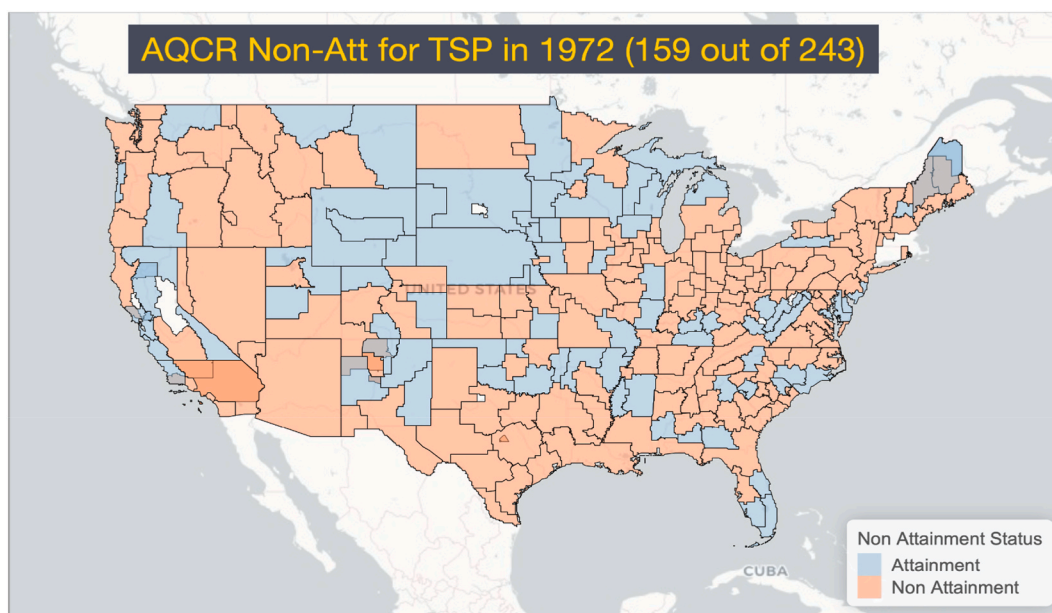 AQCR Non-Att for TSP in 1972 (159 out of 243)
UNITED STATES
Non Attainment Status
Attainment
Non Attainment
CUBA